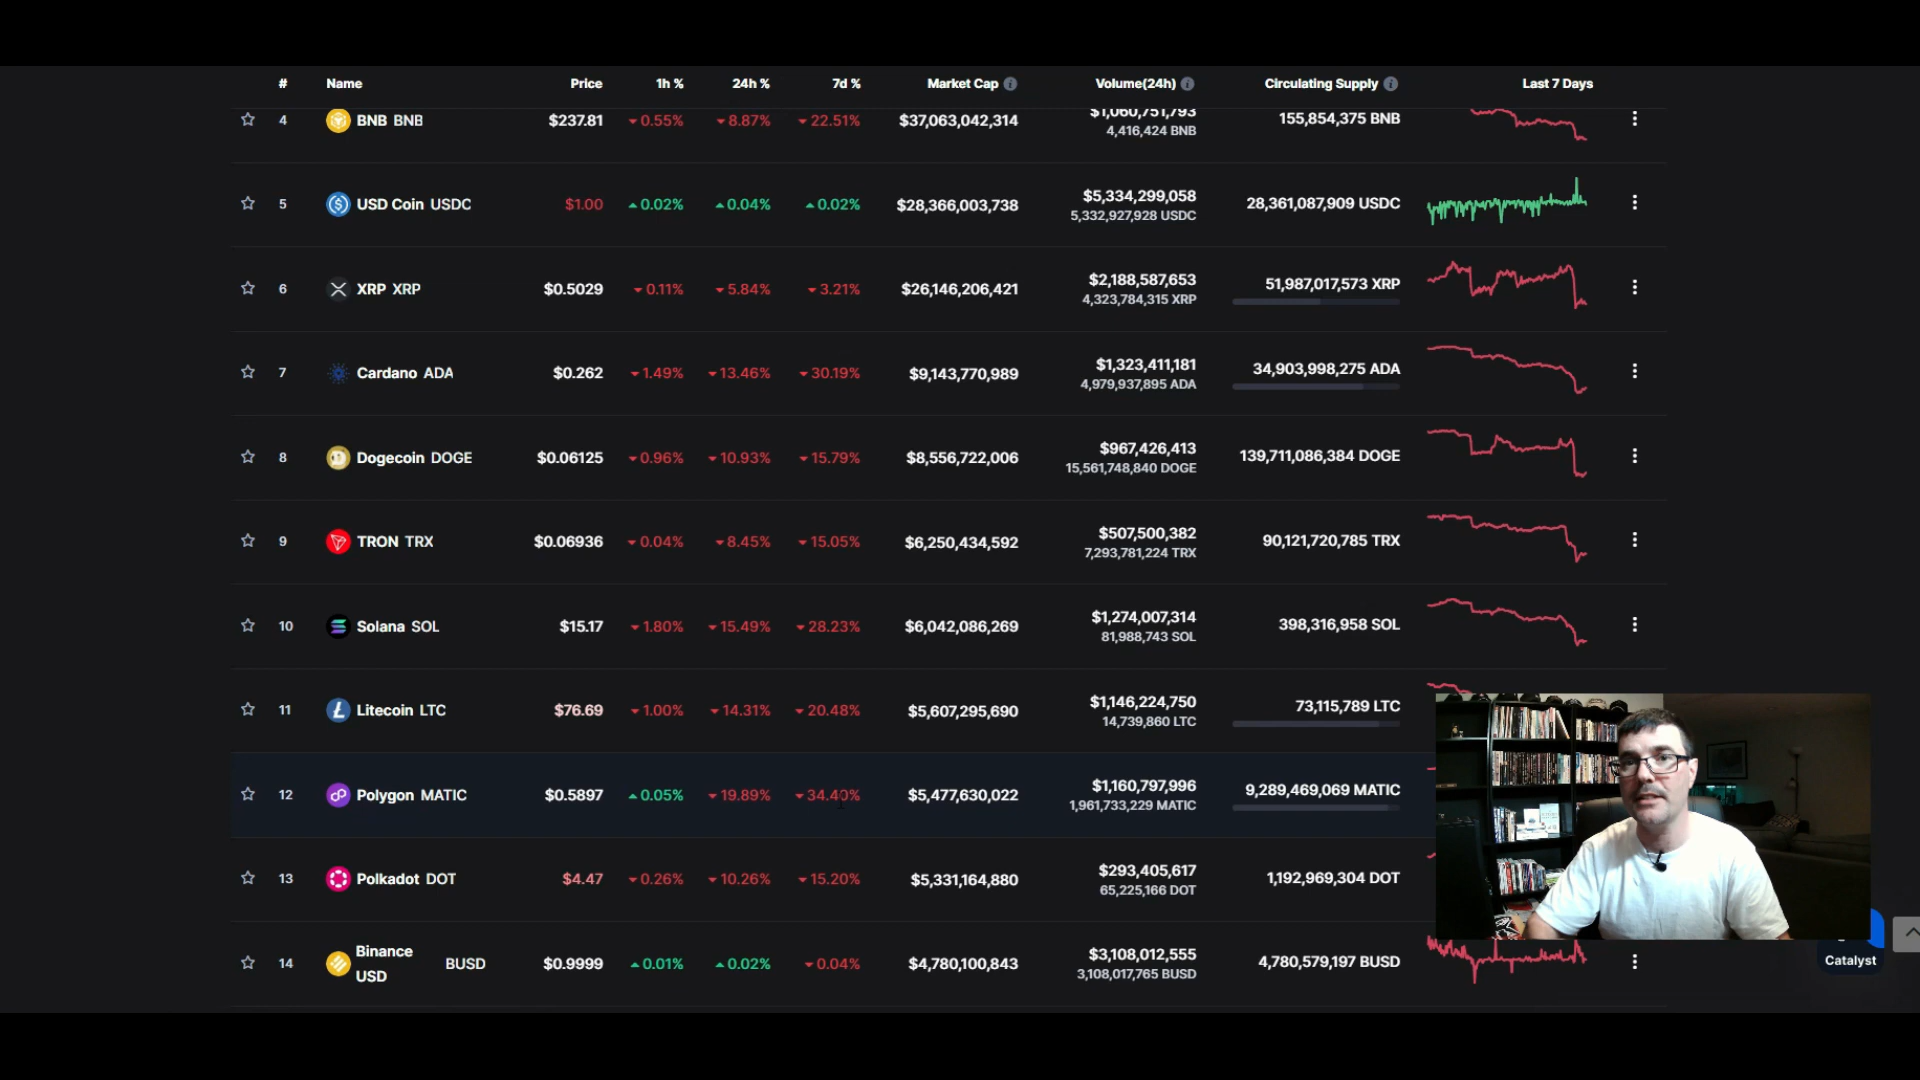 # Name Price 1h % 24h % 7d % Market Cap Volume(24h) Circulating Supply Last 7 Days
4 BNB BNB $237.81 0.55% 8.87% 22.51% $37,063,042,314 $1,060,751,793 155,854,375 BNB
4,416,424 BNB
5 USD Coin USDC $1.00 0.02% 0.04% 0.02% $28,366,003,738 $5,334,299,058 28,361,087,909 USDC
5,332,927,928 USDC
6 XRP XRP $0.5029 0.11% 5.84% 3.21% $26,146,206,421 $2,188,587,653 51,987,017,573 XRP
4,323,784,315 XRP
7 Cardano ADA $0.262 1.49% 13.46% 30.19% $9,143,770,989 $1,323,411,181 34,903,998,275 ADA
4,979,937,895 ADA
8 Dogecoin DOGE $0.06125 0.96% 10.93% 15.79% $8,556,722,006 $967,426,413 139,711,086,384 DOGE
15,561,748,840 DOGE
9 TRON TRX $0.06936 0.04% 8.45% 15.05% $6,250,434,592 $507,500,382 90,121,720,785 TRX
7,293,781,224 TRX
10 Solana SOL $15.17 1.80% 15.49% 28.23% $6,042,086,269 $1,274,007,314 398,316,958 SOL
81,988,743 SOL
11 Litecoin LTC $76.69 1.00% 14.31% 20.48% $5,607,295,690 $1,146,224,750 73,115,789 LTC
14,739,860 LTC
12 Polygon MATIC $0.5897 0.05% 19.89% 34.40% $5,477,630,022 $1,160,797,996 9,289,469,069 MATIC
1,961,733,229 MATIC
13 Polkadot DOT $4.47 0.26% 10.26% 15.20% $5,331,164,880 $293,405,617 1,192,969,304 DOT
65,225,166 DOT
14 Binance USD BUSD $0.9999 0.01% 0.02% 0.04% $4,780,100,843 $3,108,012,555 4,780,579,197 BUSD
3,108,017,765 BUSD
Catalyst